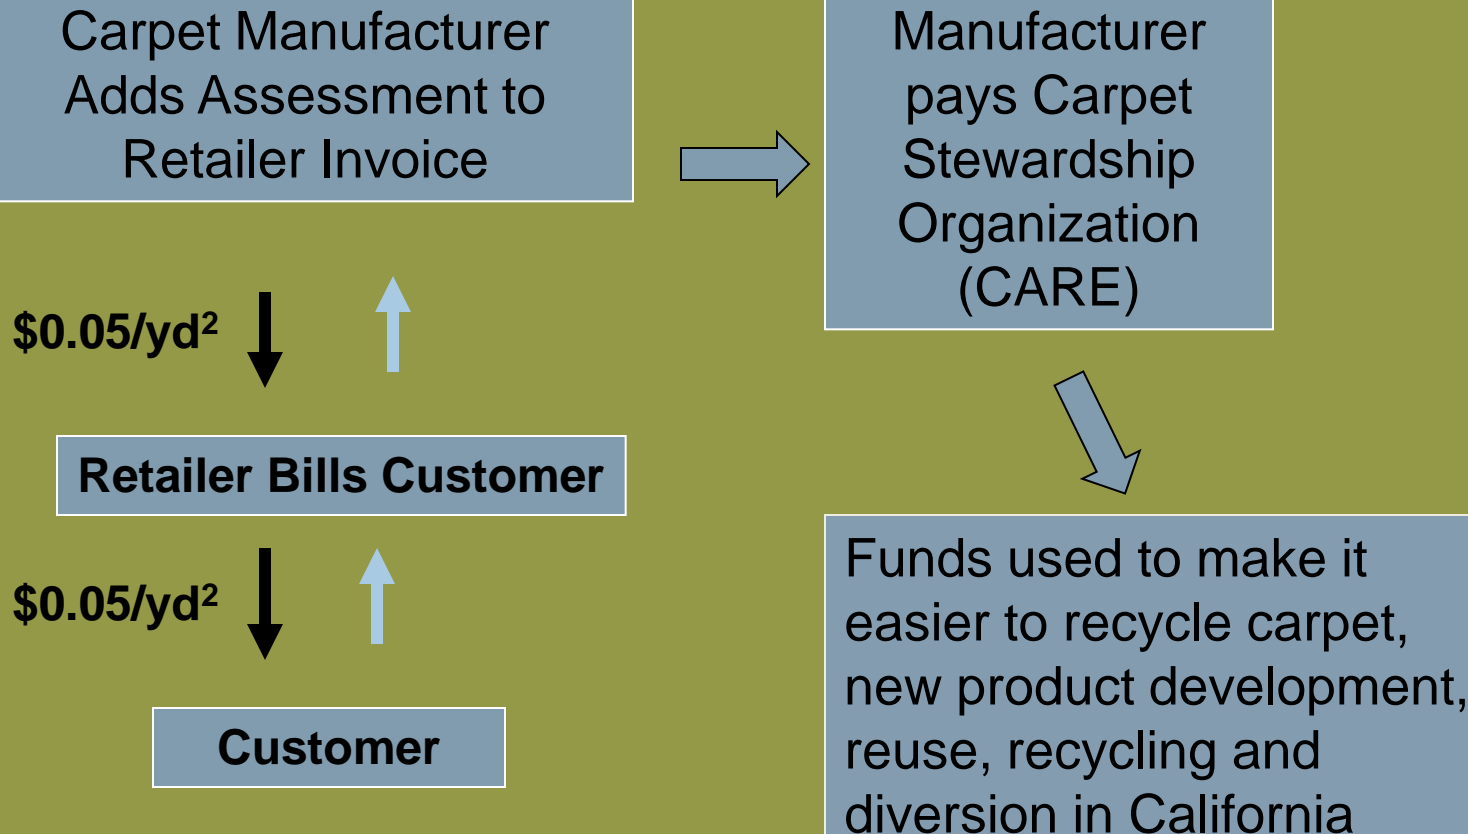 Carpet Manufacturer
Adds Assessment to
Retailer Invoice
Manufacturer
pays Carpet
Stewardship
Organization
(CARE)
$0.05/yd²
Retailer Bills Customer
$0.05/yd²
Customer
Funds used to make it
easier to recycle carpet,
new product development,
reuse, recycling and
diversion in California